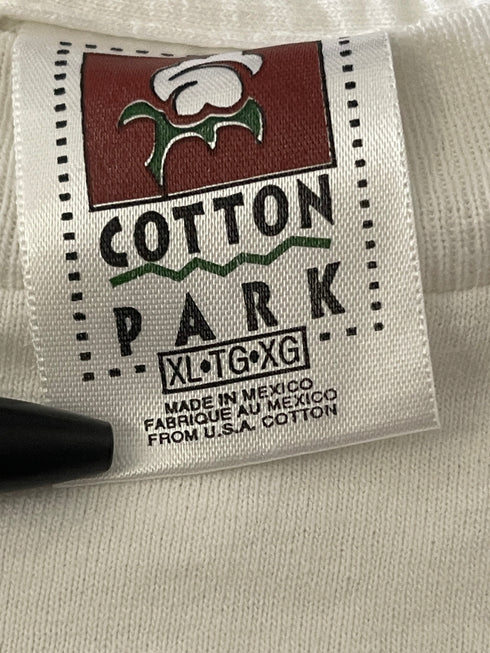 COTTON
PARK
XL•TG•XG
MADE IN MEXICO
FABRIQUE AU MEXICO
FROM U.S.A. COTTON